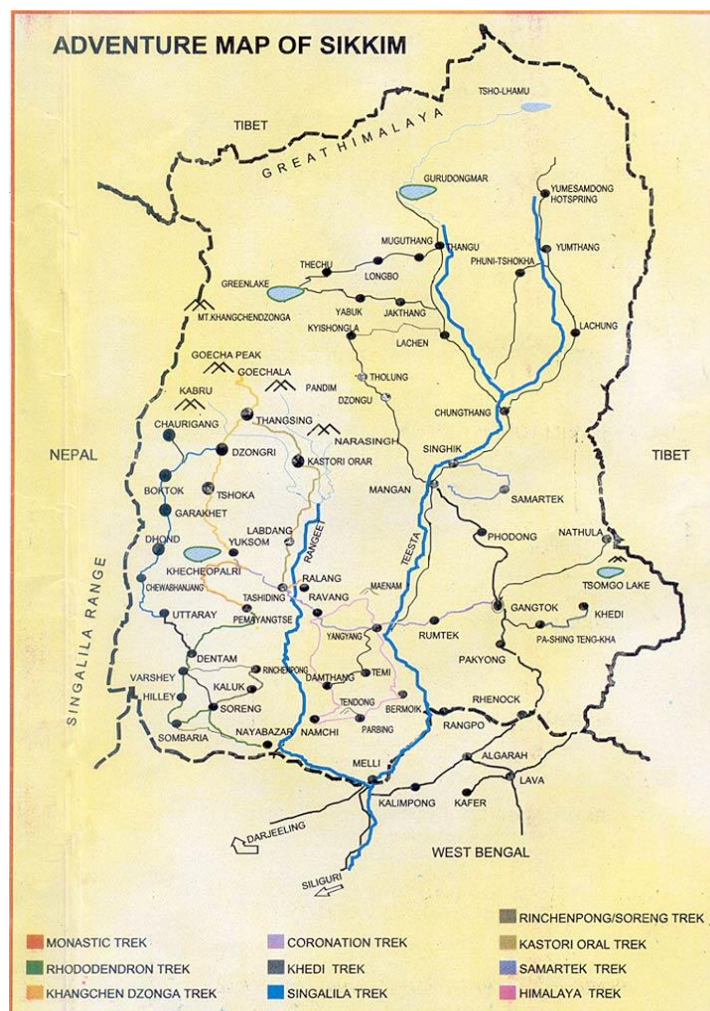 ADVENTURE MAP OF SIKKIM
TSHO-LHAMU
TIBET
GREAT HIMALAYA
GURUDONGMAR
YUMESAMDONG
HOTSPRING
MUGUTHANG
THANGU
YUMTHANG
PHUNI-TSHOKHA
THECHU
LONGBO
GREENLAKE
YABUK
JAKTHANG
MT.KHANGCHENDZONGA
KYISHONGLA
LACHEN
LACHUNG
GOECHA PEAK
GOECHALA
THOLUNG
KABRU
PANDIM
DZONGU
CHUNGTHANG
THANGSING
CHAURIGANG
NARASINGH
NEPAL
DZONGRI
KASTORI ORAR
SINGHIK
TIBET
BOKTOK
TSHOKA
MANGAN
SAMARTEK
GARAKHET
LABDANG
RANGEET
TEESTA
PHODONG
NATHULA
DHOND
YUKSOM
KHECHEOPALRI
CHEWABHANJANG
TASHIDING
RALANG
MAENAM
TSOMGO LAKE
SINGALILA RANGE
UTTARAY
PEMAYANGTSE
RAVANG
GANGTOK
KHEDI
YANGYANG
RUMTEK
PA-SHING TENG-KHA
DENTAM
PAKYONG
VARSHEY
RINCHENPONG
DAMTHANG
TEMI
HILLEY
KALUK
TENDONG
BERMOIK
RHENOCK
SORENG
SOMBARIA
NAYABAZAR
NAMCHI
PARBING
RANGPO
MELLI
ALGARAH
LAVA
KALIMPONG
KAFER
DARJEELING
WEST BENGAL
SILIGURI
RINCHENPONG/SORENG TREK
MONASTIC TREK
CORONATION TREK
KASTORI ORAL TREK
RHODODENDRON TREK
KHEDI TREK
SAMARTEK TREK
KHANGCHEN DZONGA TREK
SINGALILA TREK
HIMALAYA TREK